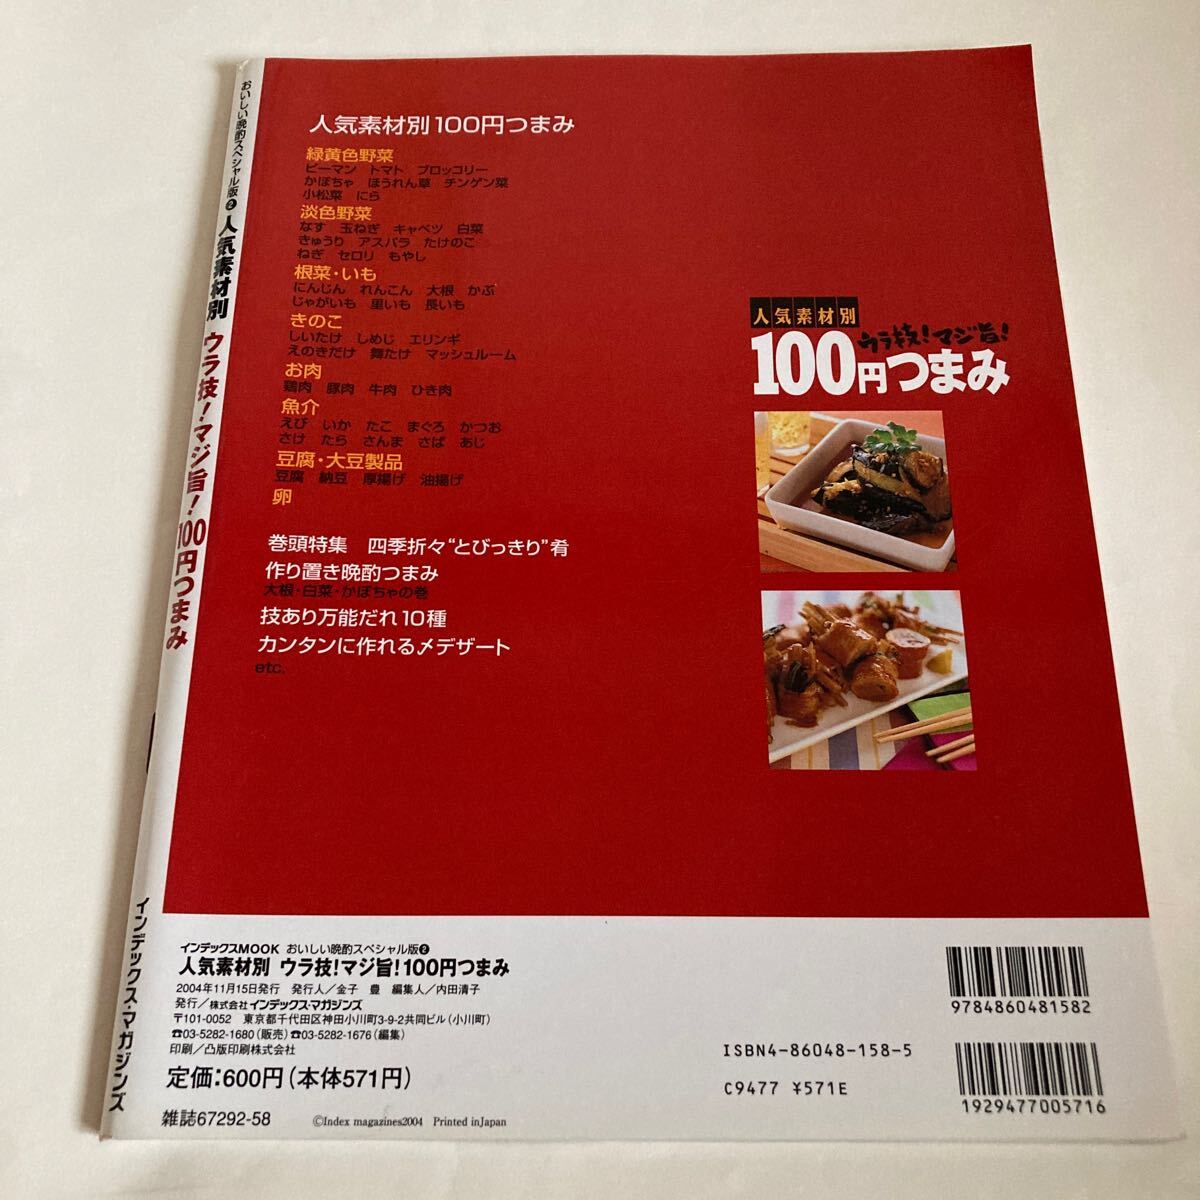 おいしい晩酌スペシャル版❷ 人気素材別 ウラ技!マジ旨!100円つまみ
インデックス・マガジンズ
人気素材別100円つまみ
緑黄色野菜
ピーマン トマト ブロッコリー
かぼちゃ ほうれん草 チンゲン菜
小松菜 にら
淡色野菜
なす 玉ねぎ キャベツ 白菜
きゅうり アスパラ たけのこ
ねぎ セロリ もやし
根菜・いも
にんじん れんこん 大根 かぶ
じゃがいも 里いも 長いも
きのこ
しいたけ しめじ エリンギ
えのきだけ 舞たけ マッシュルーム
お肉
鶏肉 豚肉 牛肉 ひき肉
魚介
えび いか たこ まぐろ かつお
さけ たら さんま さば あじ
豆腐・大豆製品
豆腐 納豆 厚揚げ 油揚げ
卵
巻頭特集 四季折々“とびっきり”肴
作り置き晩酌つまみ
大根・白菜・かぼちゃの巻
技あり万能だれ10種
カンタンに作れる〆デザート
etc.
人気素材別
ウラ技!マジ旨!
100円つまみ
インデックスMOOK おいしい晩酌スペシャル版❷
人気素材別 ウラ技!マジ旨!100円つまみ
2004年11月15日発行 発行人/金子 豊 編集人/内田清子
発行/株式会社インデックス・マガジンズ
〒101-0052 東京都千代田区神田小川町3-9-2共同ビル(小川町)
☎03-5282-1680(販売)☎03-5282-1676(編集)
印刷/凸版印刷株式会社
定価:600円(本体571円)
雑誌67292-58
©Index magazines2004 Printed in Japan
9784860481582
ISBN4-86048-158-5
C9477 ¥571E
1929477005716